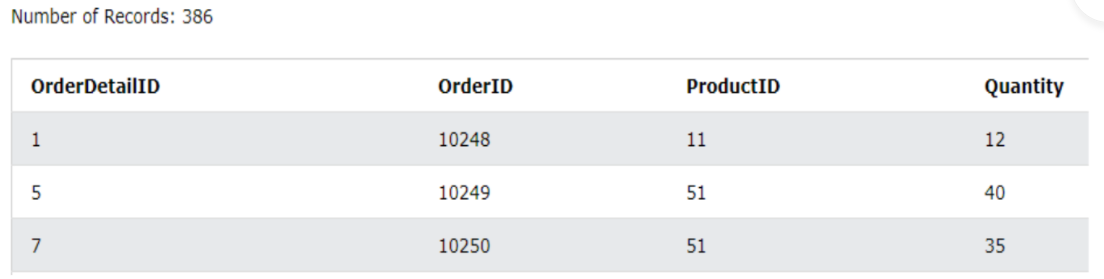 Number of Records: 386
OrderDetailID OrderID ProductID Quantity
1 10248 11 12
5 10249 51 40
7 10250 51 35